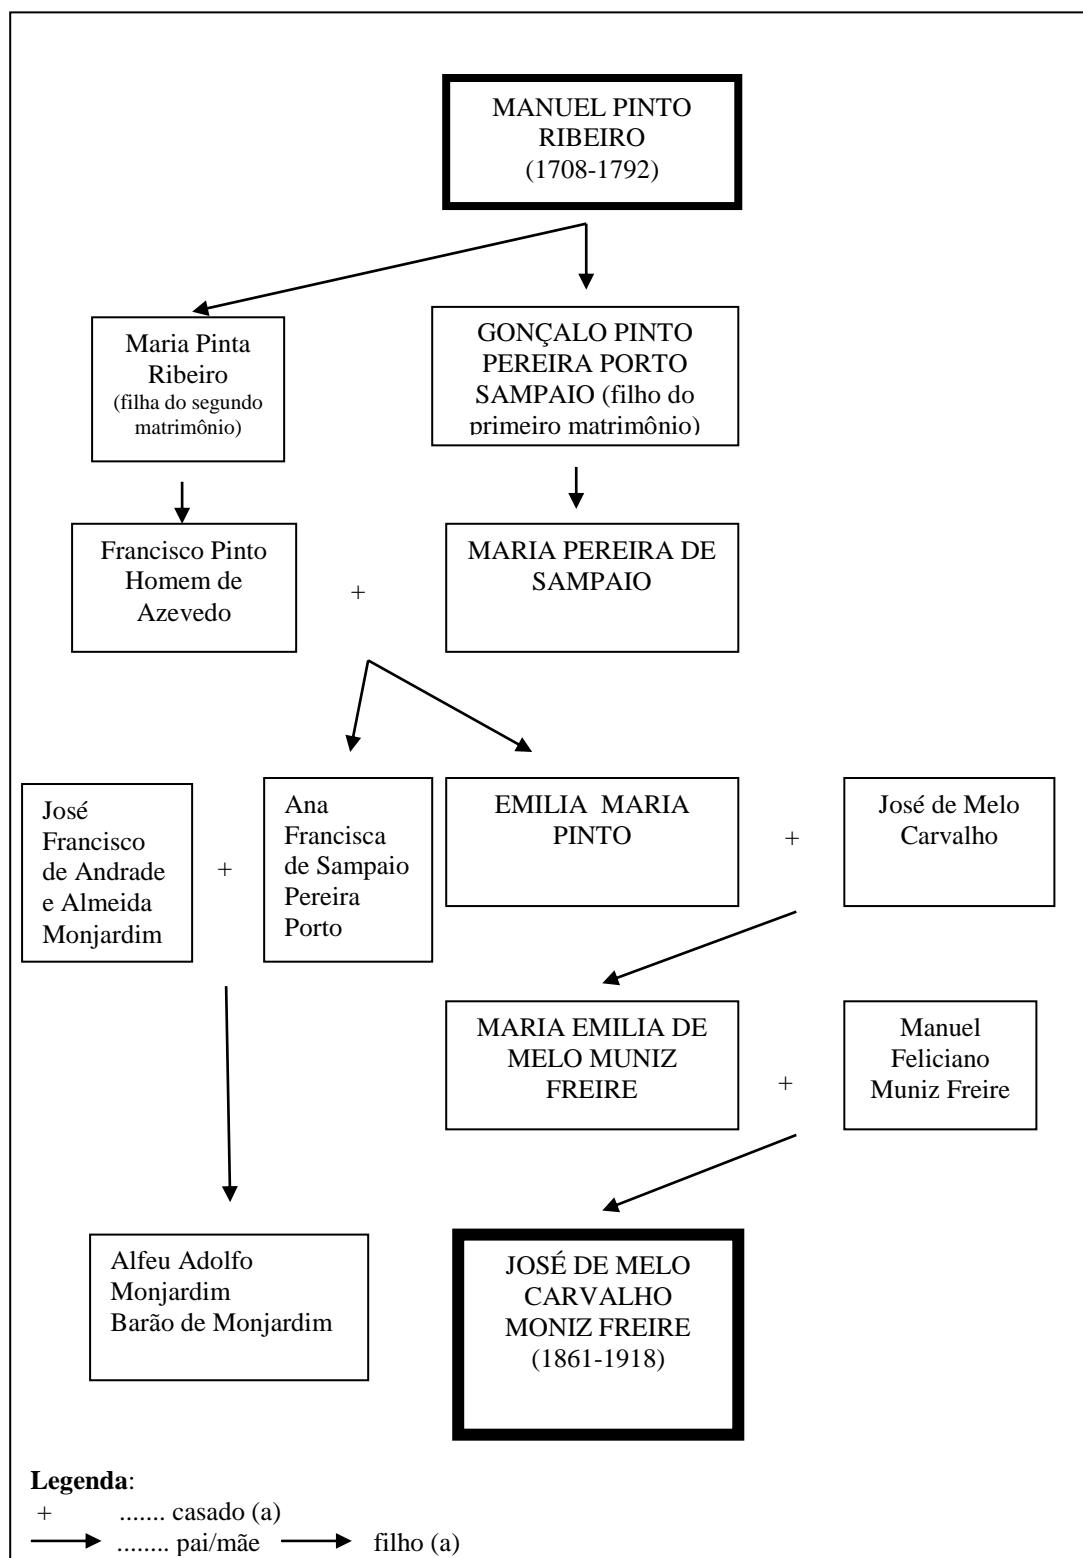 MANUEL PINTO
RIBEIRO
(1708-1792)
Maria Pinta
Ribeiro
(filha do segundo
matrimônio)
GONÇALO PINTO
PEREIRA PORTO
SAMPAIO (filho do
primeiro matrimônio)
Francisco Pinto
Homem de
Azevedo
+
MARIA PEREIRA DE
SAMPAIO
José
Francisco
de Andrade
e Almeida
Monjardim
+
Ana
Francisca
de Sampaio
Pereira
Porto
EMILIA  MARIA
PINTO
+
José de Melo
Carvalho
MARIA EMILIA DE
MELO MUNIZ
FREIRE
+
Manuel
Feliciano
Muniz Freire
Alfeu Adolfo
Monjardim
Barão de Monjardim
JOSÉ DE MELO
CARVALHO
MONIZ FREIRE
(1861-1918)
Legenda:
+ ....... casado (a)
........ pai/mãe filho (a)